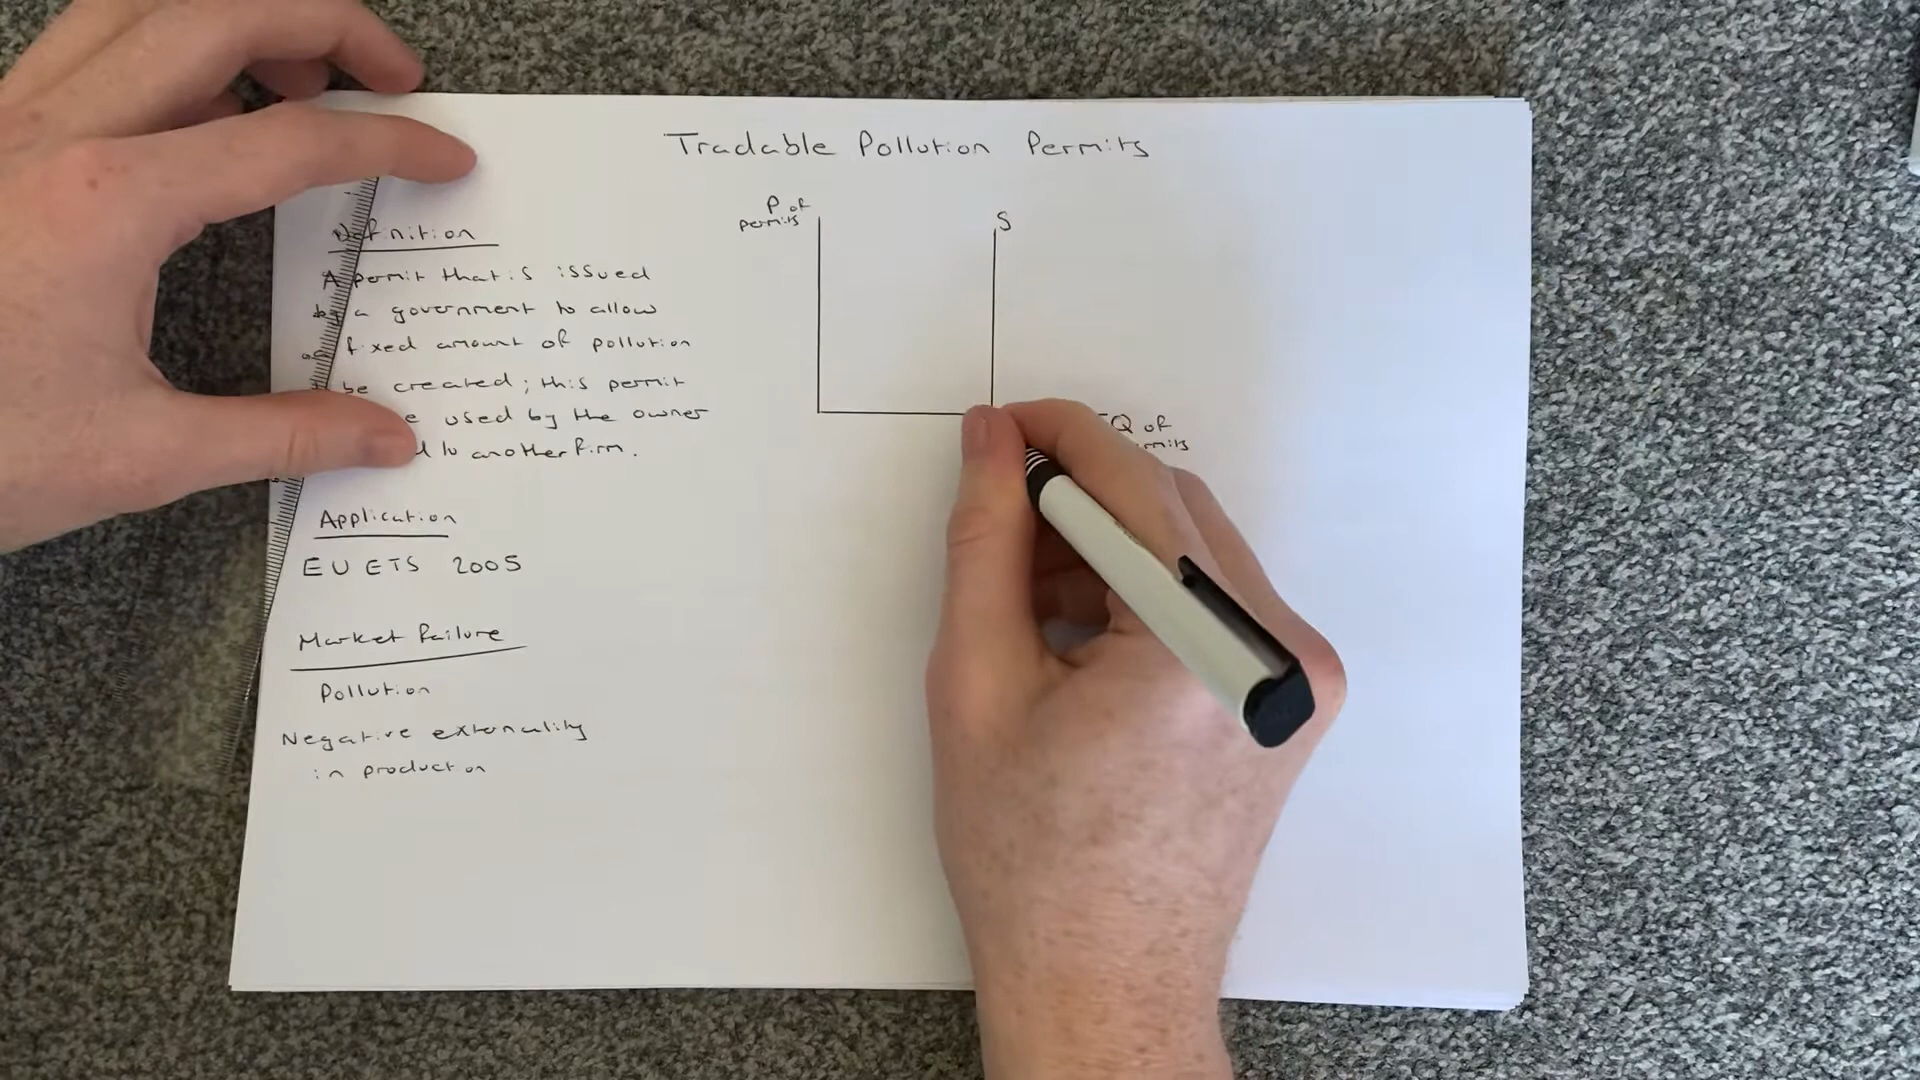 Tradable Pollution Permits
Definition
A permit that is issued
by a government to allow
fixed amount of pollution
be created; this permit
used by the owner
to another firm.
Application
EU ETS 2005
Market failure
Pollution
Negative externality
in production
P of
permits
S
Q of